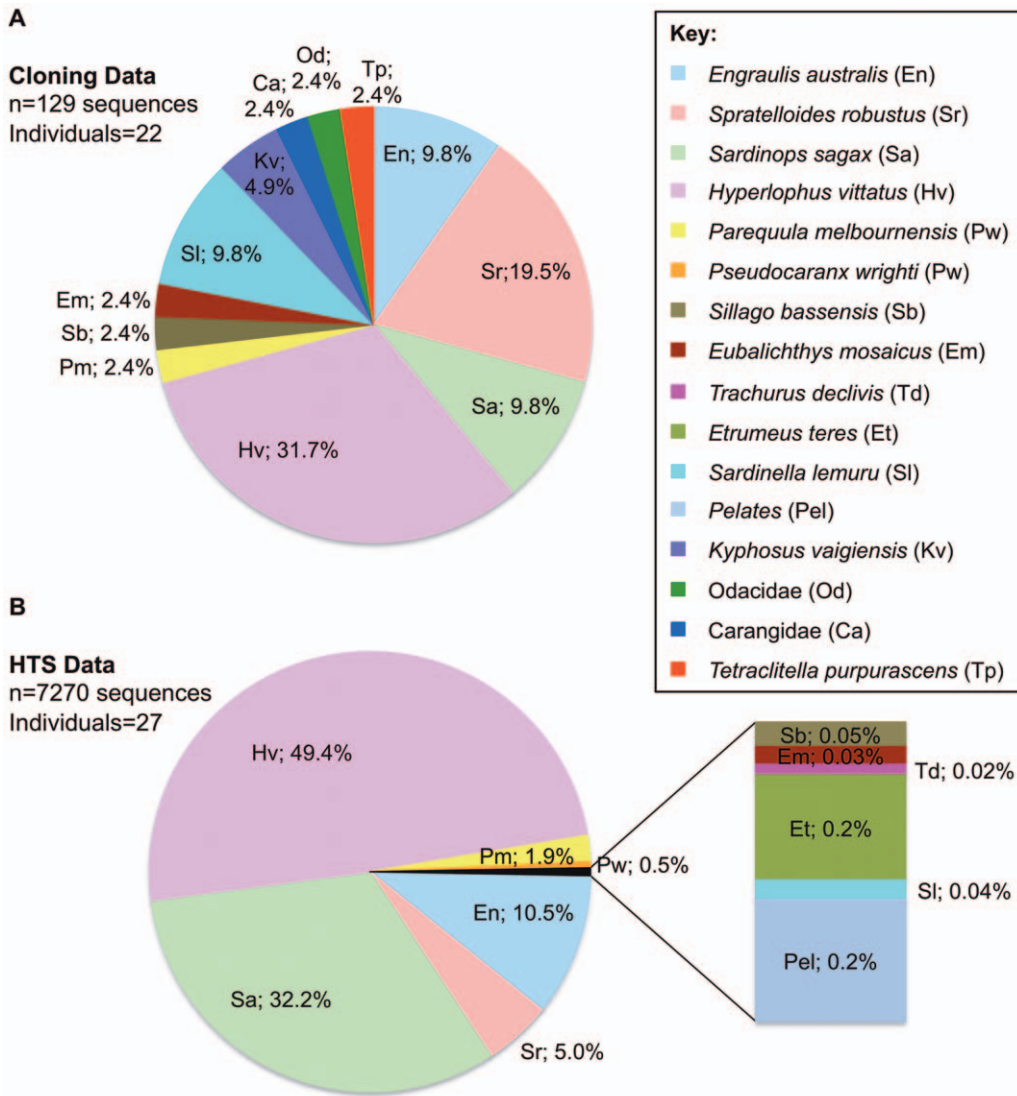 A
Cloning Data
n=129 sequences
Individuals=22
Ca;
2.4%
Od;
2.4%
Tp;
2.4%
En; 9.8%
Kv;
4.9%
Sr;19.5%
Sl; 9.8%
Em; 2.4%
Sb; 2.4%
Pm; 2.4%
Sa; 9.8%
Hv; 31.7%
Key:
Engraulis australis (En)
Spratelloides robustus (Sr)
Sardinops sagax (Sa)
Hyperlophus vittatus (Hv)
Parequula melbournensis (Pw)
Pseudocaranx wrighti (Pw)
Sillago bassensis (Sb)
Eubalichthys mosaicus (Em)
Trachurus declivis (Td)
Etrumeus teres (Et)
Sardinella lemuru (Sl)
Pelates (Pel)
Kyphosus vaigiensis (Kv)
Odacidae (Od)
Carangidae (Ca)
Tetraclitella purpurascens (Tp)
B
HTS Data
n=7270 sequences
Individuals=27
Hv; 49.4%
Pm; 1.9%
Pw; 0.5%
En; 10.5%
Sa; 32.2%
Sr; 5.0%
Sb; 0.05%
Em; 0.03%
Td; 0.02%
Et; 0.2%
Sl; 0.04%
Pel; 0.2%